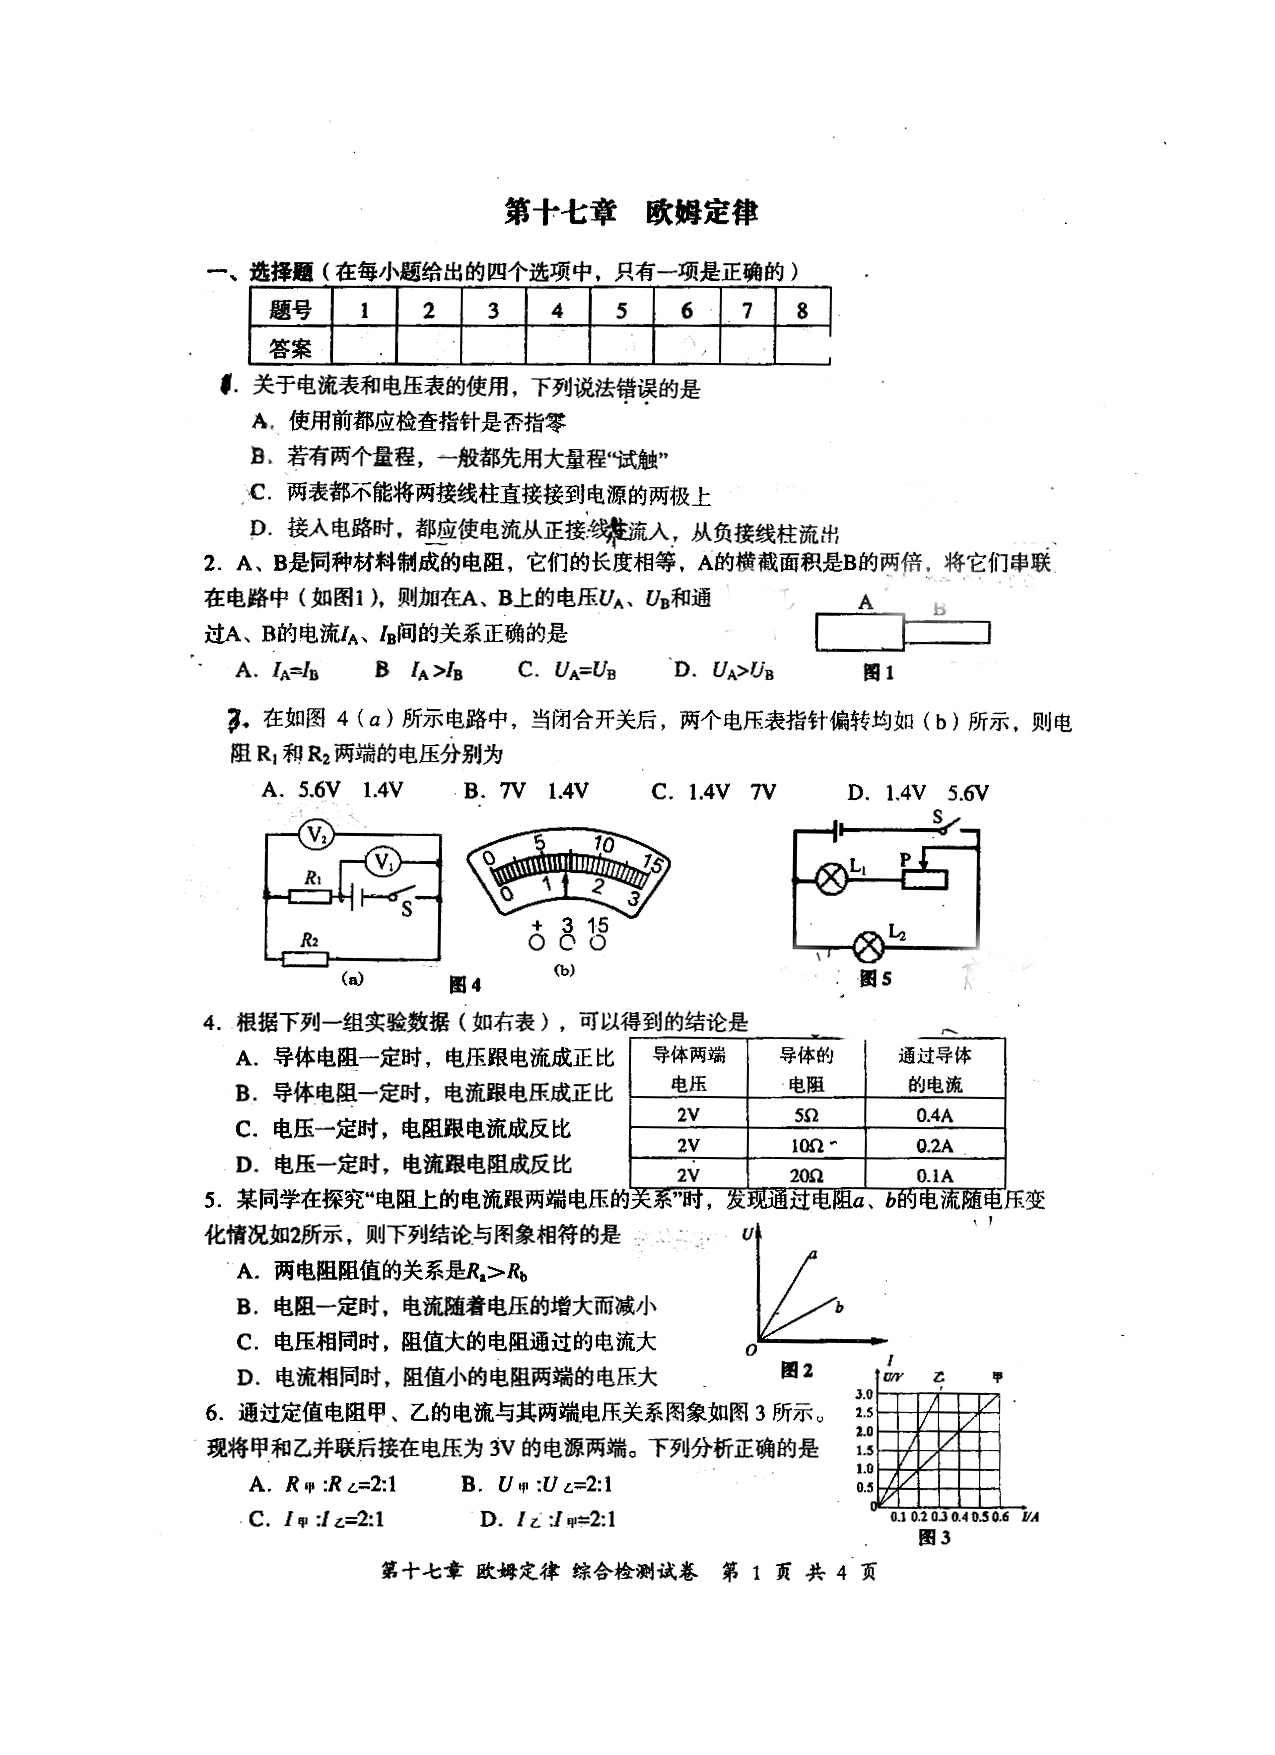 第十七章 欧姆定律
一、选择题（在每小题给出的四个选项中，只有一项是正确的）
题号 1 2 3 4 5 6 7 8
答案
1．关于电流表和电压表的使用，下列说法错误的是
A．使用前都应检查指针是否指零
B．若有两个量程，一般都先用大量程“试触”
C．两表都不能将两接线柱直接接到电源的两极上
D．接入电路时，都应使电流从正接线柱流入，从负接线柱流出
2．A、B是同种材料制成的电阻，它们的长度相等，A的横截面积是B的两倍，将它们串联
在电路中（如图1），则加在A、B上的电压UA、UB和通
过A、B的电流IA、IB间的关系正确的是
A．IA=IB B IA>IB C．UA=UB D．UA>UB
A B
图1
3．在如图 4（a）所示电路中，当闭合开关后，两个电压表指针偏转均如（b）所示，则电
阻 R1 和 R2 两端的电压分别为
A．5.6V 1.4V B．7V 1.4V C．1.4V 7V D．1.4V 5.6V
V2 V1 R1 S R2
(a)
0 5 10 15
0 1 2 3
+ 3 15
(b)
图4
S L1 P L2
图5
4．根据下列一组实验数据（如右表），可以得到的结论是
A．导体电阻一定时，电压跟电流成正比
B．导体电阻一定时，电流跟电压成正比
C．电压一定时，电阻跟电流成反比
D．电压一定时，电流跟电阻成反比
导体两端电压 导体的电阻 通过导体的电流
2V 5Ω 0.4A
2V 10Ω 0.2A
2V 20Ω 0.1A
5．某同学在探究“电阻上的电流跟两端电压的关系”时，发现通过电阻a、b的电流随电压变
化情况如2所示，则下列结论与图象相符的是
A．两电阻阻值的关系是Ra>Rb
B．电阻一定时，电流随着电压的增大而减小
C．电压相同时，阻值大的电阻通过的电流大
D．电流相同时，阻值小的电阻两端的电压大
U a b O I
图2
6．通过定值电阻甲、乙的电流与其两端电压关系图象如图 3 所示。
现将甲和乙并联后接在电压为 3V 的电源两端。下列分析正确的是
A．R甲:R乙=2:1 B．U甲:U乙=2:1
C．I甲:I乙=2:1 D．I乙:I甲=2:1
U/V 乙 甲
3.0
2.5
2.0
1.5
1.0
0.5
0
0.1 0.2 0.3 0.4 0.5 0.6 I/A
图3
第十七章 欧姆定律 综合检测试卷 第 1 页 共 4 页